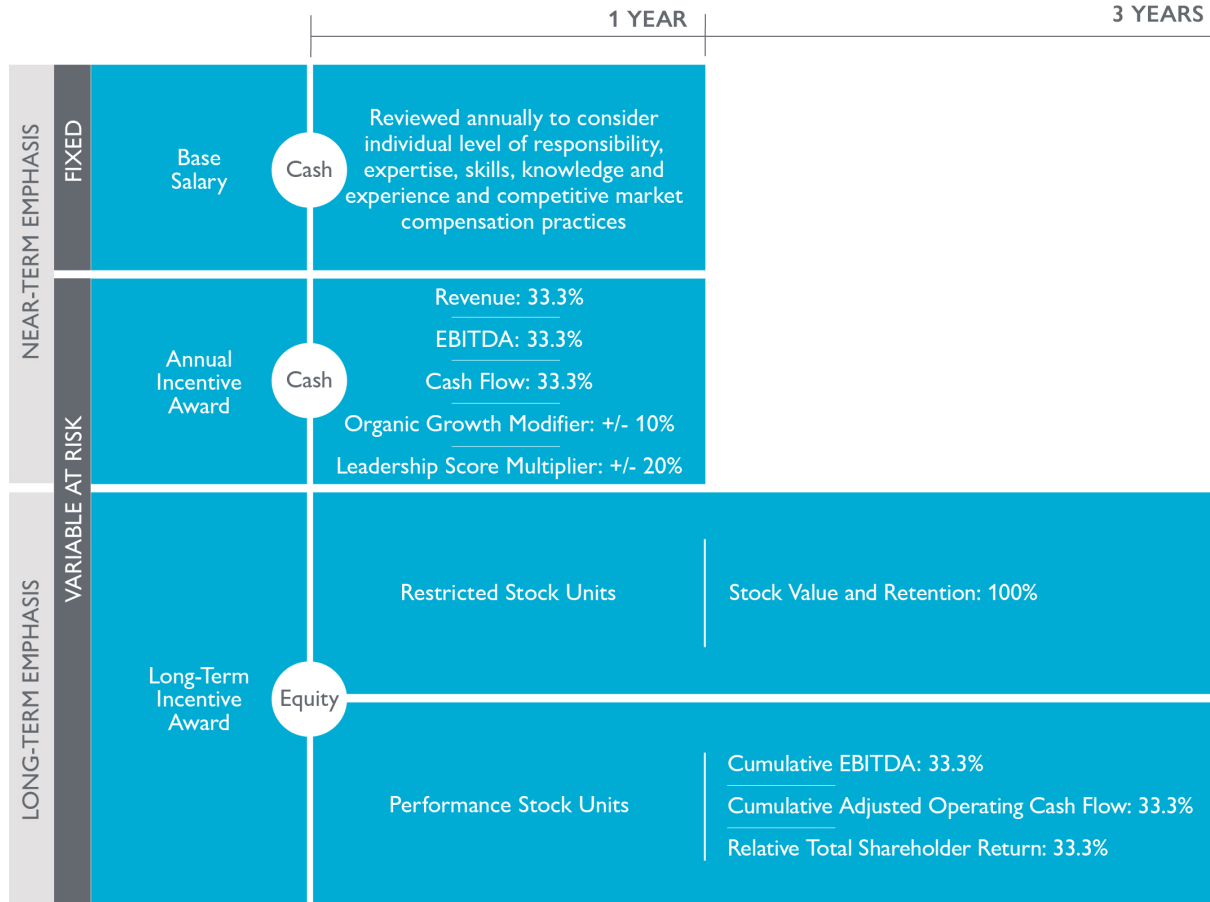 1 YEAR
3 YEARS
NEAR-TERM EMPHASIS
FIXED
Base
Salary
Cash
Reviewed annually to consider
individual level of responsibility,
expertise, skills, knowledge and
experience and competitive market
compensation practices
VARIABLE AT RISK
Annual
Incentive
Award
Cash
Revenue: 33.3%
EBITDA: 33.3%
Cash Flow: 33.3%
Organic Growth Modifier: +/- 10%
Leadership Score Multiplier: +/- 20%
LONG-TERM EMPHASIS
Long-Term
Incentive
Award
Equity
Restricted Stock Units
Stock Value and Retention: 100%
Performance Stock Units
Cumulative EBITDA: 33.3%
Cumulative Adjusted Operating Cash Flow: 33.3%
Relative Total Shareholder Return: 33.3%